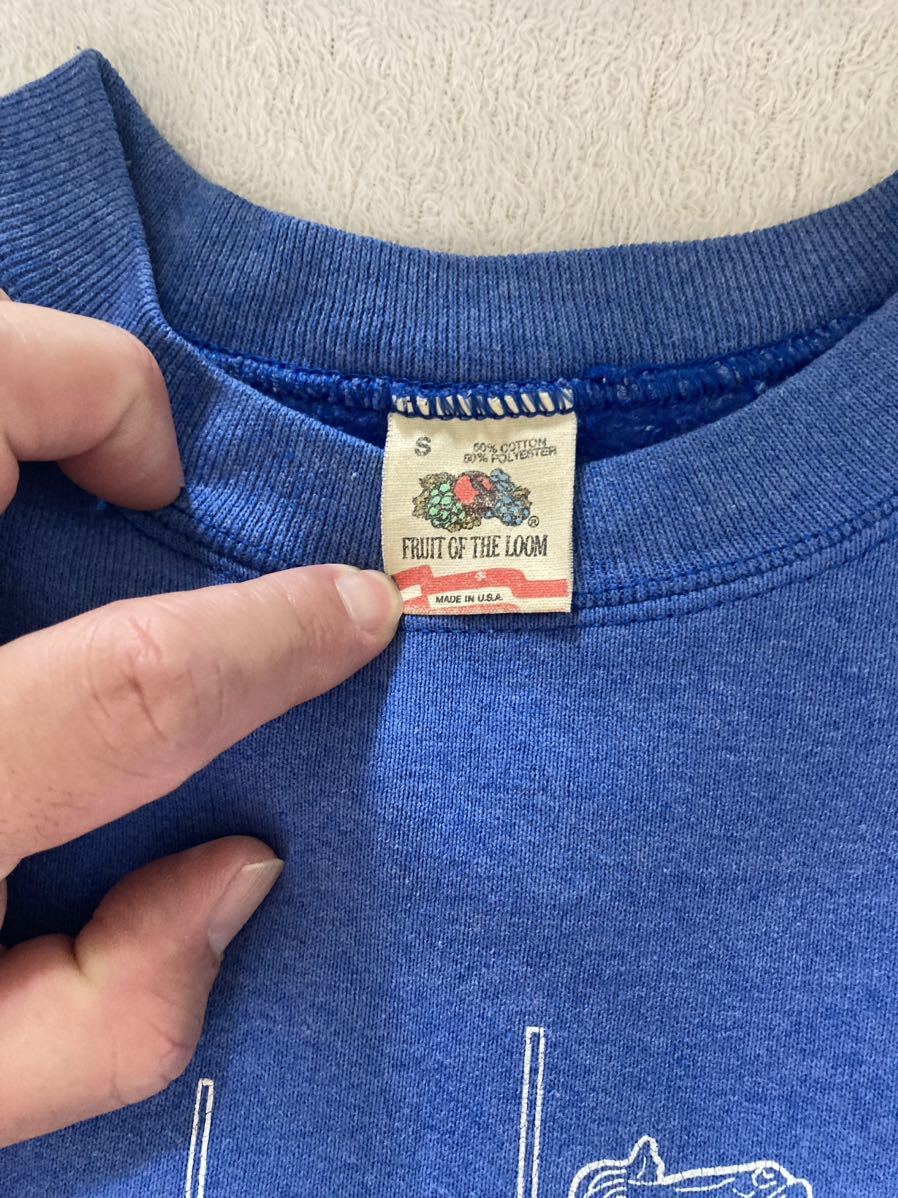 S
50% COTTON
50% POLYESTER
®
FRUIT OF THE LOOM
MADE IN U.S.A.